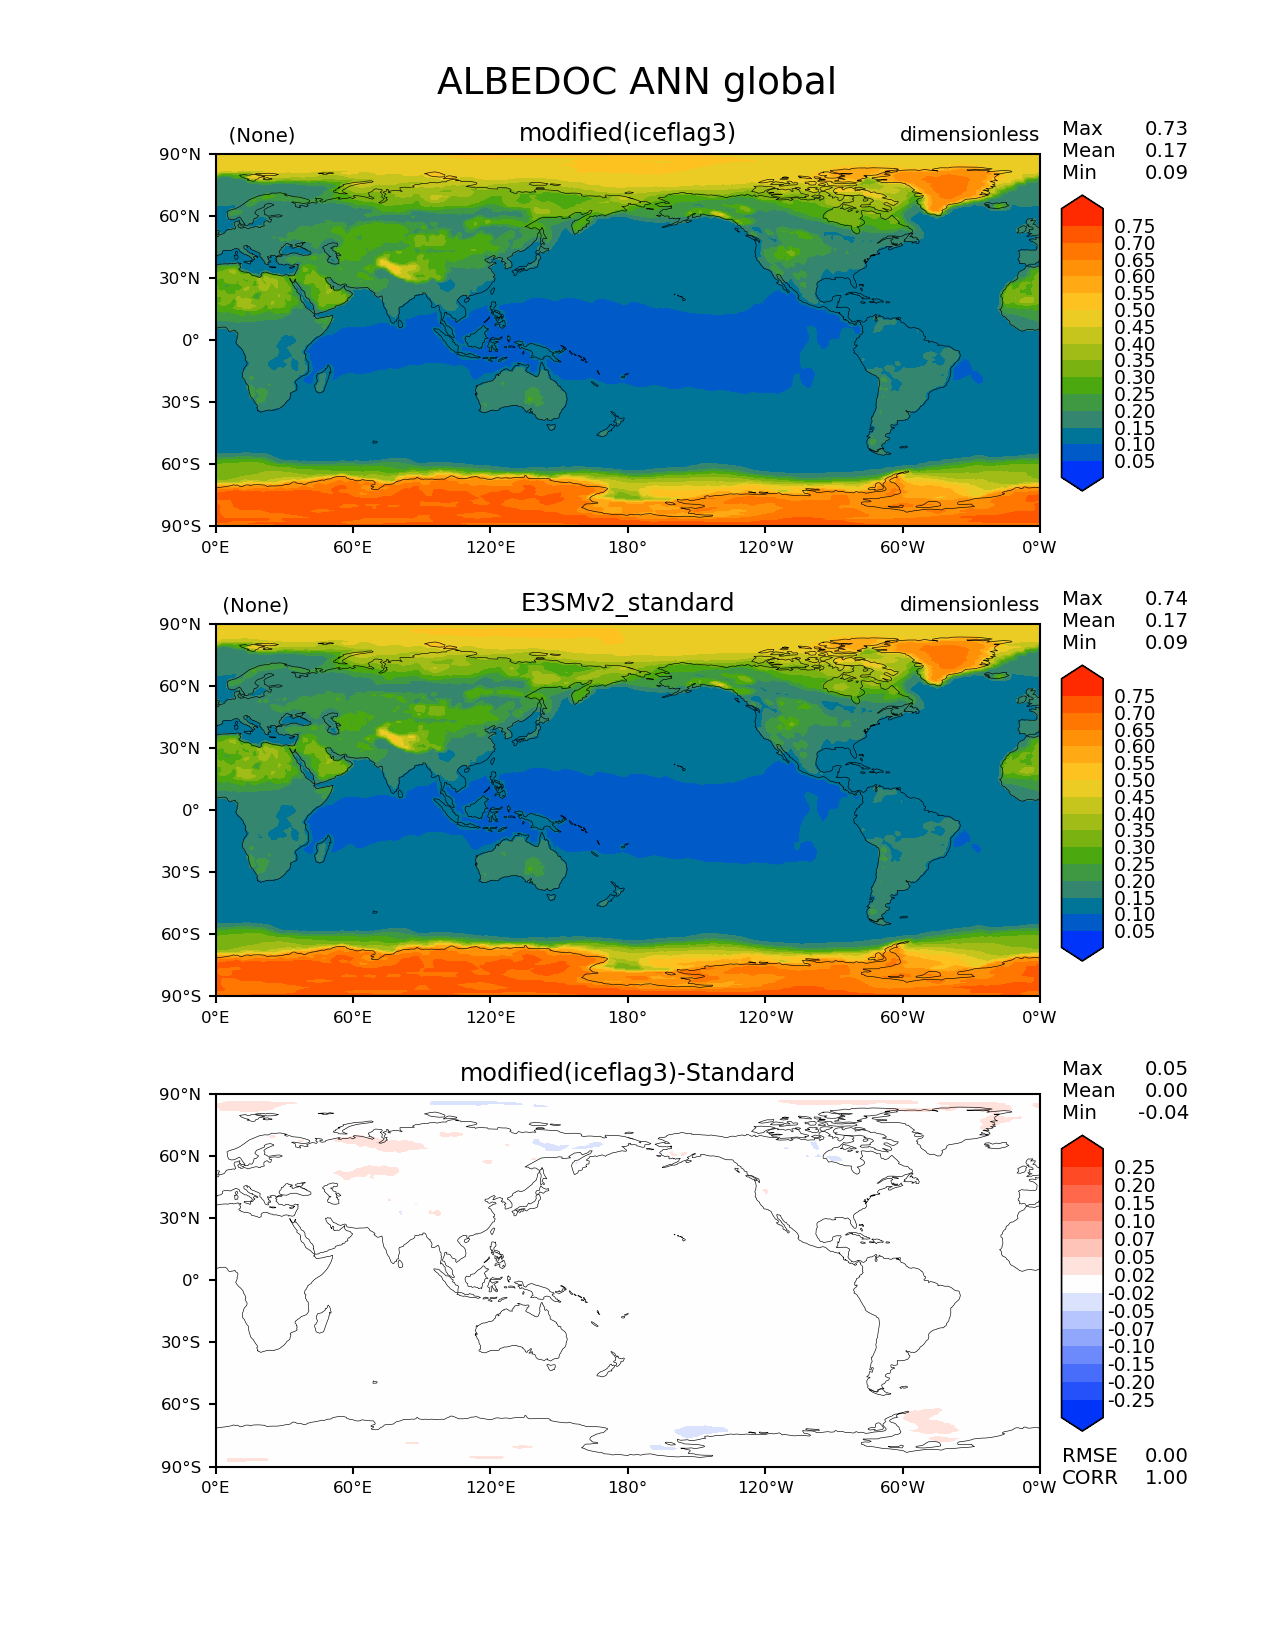 ALBEDOC ANN global
(None) modified(iceflag3) dimensionless
Max 0.73
Mean 0.17
Min 0.09
90°N
60°N
30°N
0°
30°S
60°S
90°S
0°E 60°E 120°E 180° 120°W 60°W 0°W
0.75
0.70
0.65
0.60
0.55
0.50
0.45
0.40
0.35
0.30
0.25
0.20
0.15
0.10
0.05
(None) E3SMv2_standard dimensionless
Max 0.74
Mean 0.17
Min 0.09
90°N
60°N
30°N
0°
30°S
60°S
90°S
0°E 60°E 120°E 180° 120°W 60°W 0°W
0.75
0.70
0.65
0.60
0.55
0.50
0.45
0.40
0.35
0.30
0.25
0.20
0.15
0.10
0.05
modified(iceflag3)-Standard
Max 0.05
Mean 0.00
Min -0.04
90°N
60°N
30°N
0°
30°S
60°S
90°S
0°E 60°E 120°E 180° 120°W 60°W 0°W
0.25
0.20
0.15
0.10
0.07
0.05
0.02
-0.02
-0.05
-0.07
-0.10
-0.15
-0.20
-0.25
RMSE 0.00
CORR 1.00